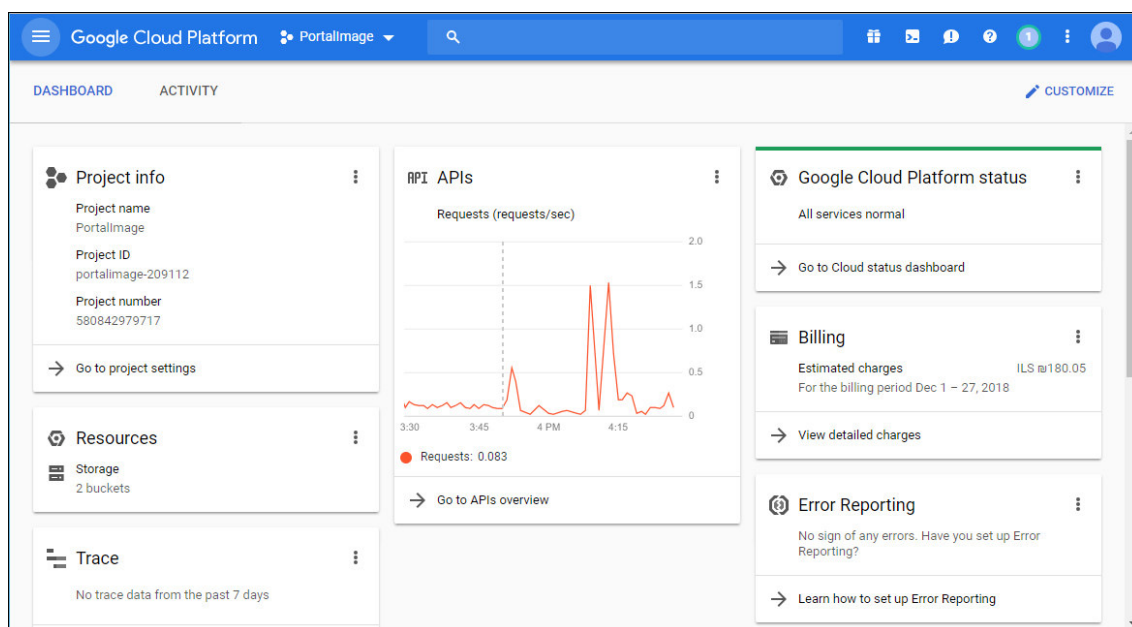 Google Cloud Platform PortalImage
1
DASHBOARD ACTIVITY CUSTOMIZE
Project info
Project name
PortalImage
Project ID
portalimage-209112
Project number
580842979717
Go to project settings
Resources
Storage
2 buckets
Trace
No trace data from the past 7 days
API APIs
Requests (requests/sec)
2.0
1.5
1.0
0.5
0
3:30 3:45 4 PM 4:15
Requests: 0.083
Go to APIs overview
Google Cloud Platform status
All services normal
Go to Cloud status dashboard
Billing
Estimated charges ILS ₪180.05
For the billing period Dec 1 – 27, 2018
View detailed charges
Error Reporting
No sign of any errors. Have you set up Error
Reporting?
Learn how to set up Error Reporting